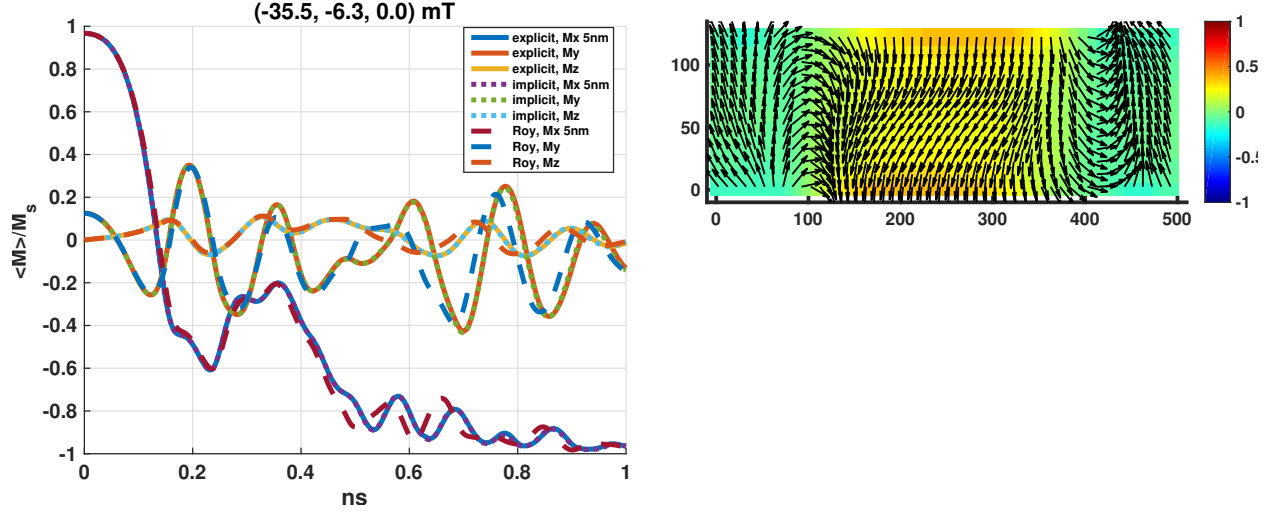 (-35.5, -6.3, 0.0) mT
1
0.8
0.6
0.4
0.2
0
-0.2
-0.4
-0.6
-0.8
-1
<M>/M_s
0 0.2 0.4 0.6 0.8 1
ns
explicit, Mx 5nm
explicit, My
explicit, Mz
implicit, Mx 5nm
implicit, My
implicit, Mz
Roy, Mx 5nm
Roy, My
Roy, Mz
100
50
0
0 100 200 300 400 500
1
0.5
0
-0.5
-1